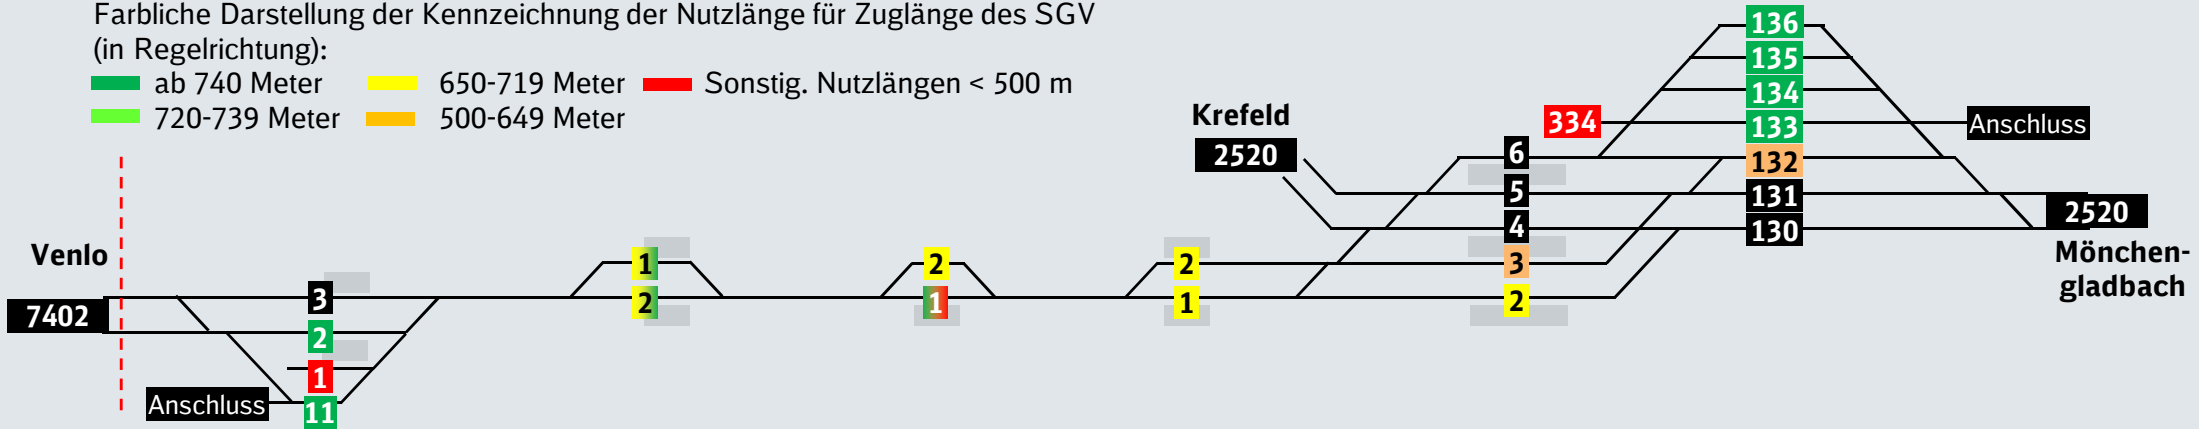 Farbliche Darstellung der Kennzeichnung der Nutzlänge für Zuglänge des SGV
(in Regelrichtung):
ab 740 Meter
650-719 Meter
Sonstig. Nutzlängen < 500 m
720-739 Meter
500-649 Meter
Venlo
7402
3
2
1
11
Anschluss
1
2
2
1
2
1
Krefeld
2520
6
5
4
3
2
334
136
135
134
133
132
131
130
Anschluss
2520
Mönchen-
gladbach